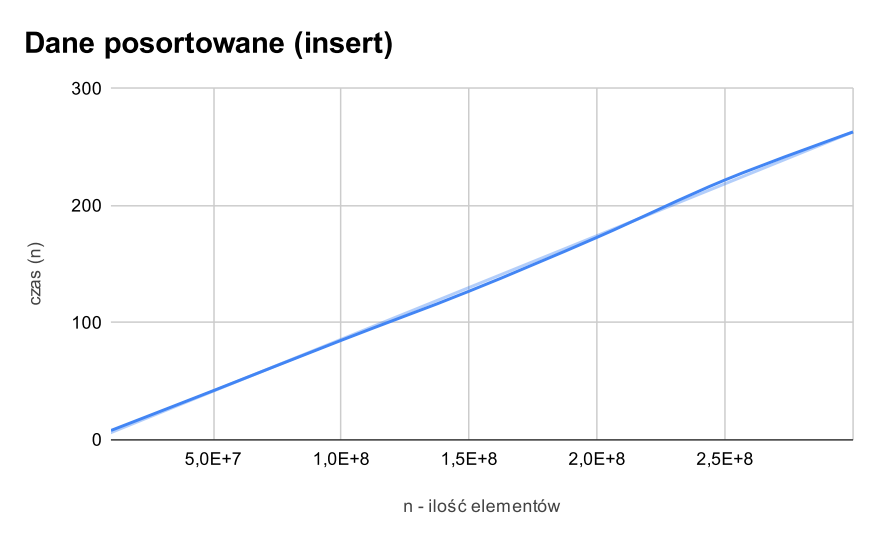 Dane posortowane (insert)
300
200
100
0
czas (n)
5,0E+7
1,0E+8
1,5E+8
2,0E+8
2,5E+8
n - ilość elementów